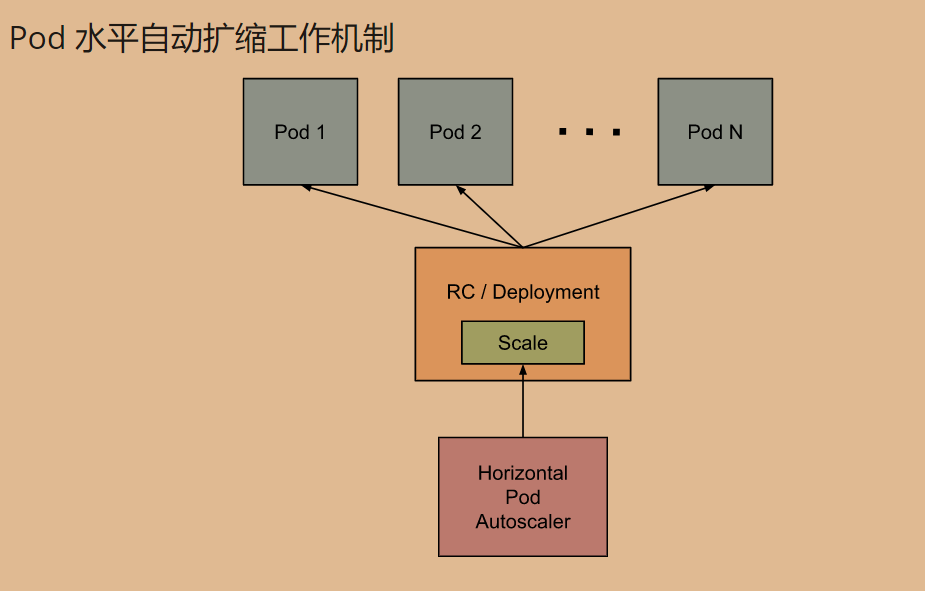 Pod 水平自动扩缩工作机制
Pod 1
Pod 2
Pod N
RC / Deployment
Scale
Horizontal
Pod
Autoscaler